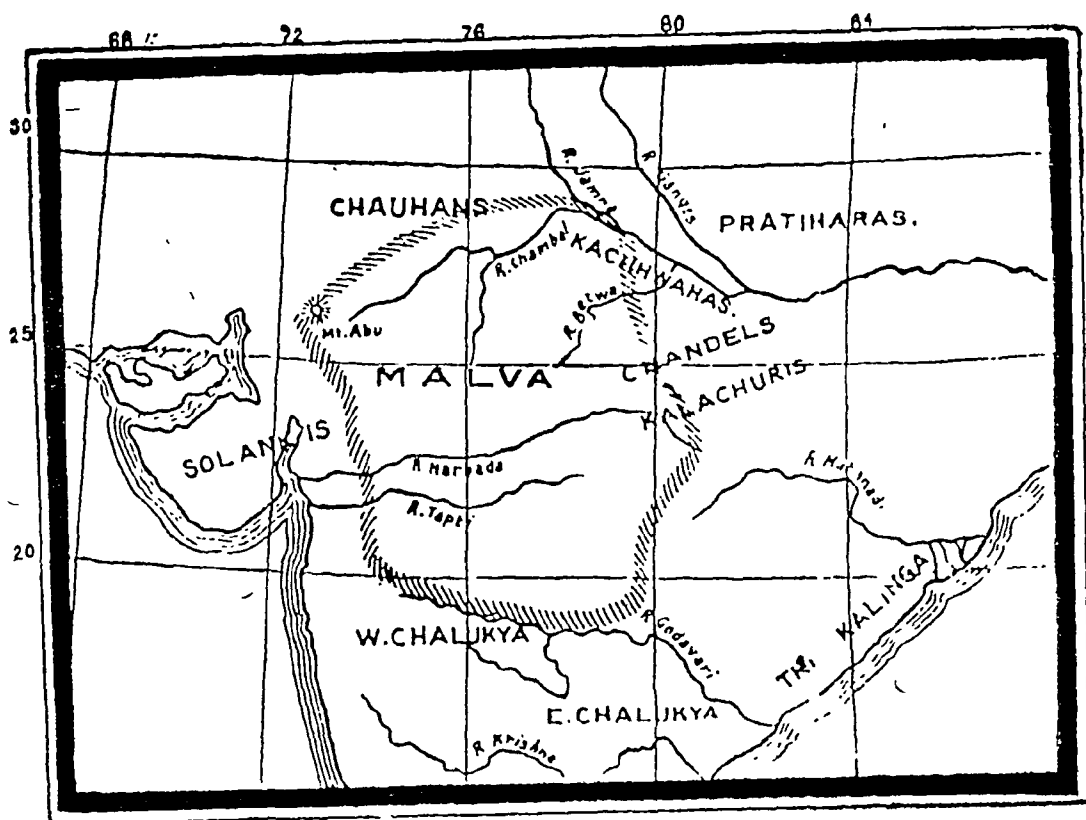 68 72 76 80 84
30
R. Jamna
R. Ganges
CHAUHANS
PRATIHARAS.
KACHHWAHAS.
R. Chambal
R. Betwa
Mt. Abu
25
CHANDELS
MALVA
KALACHURIS
SOLANKIS
R. Narbada
R. Mahanadi
R. Tapti
20
TRI KALINGA
W. CHALUKYA
R. Godavari
E. CHALUKYA
R. Krishna